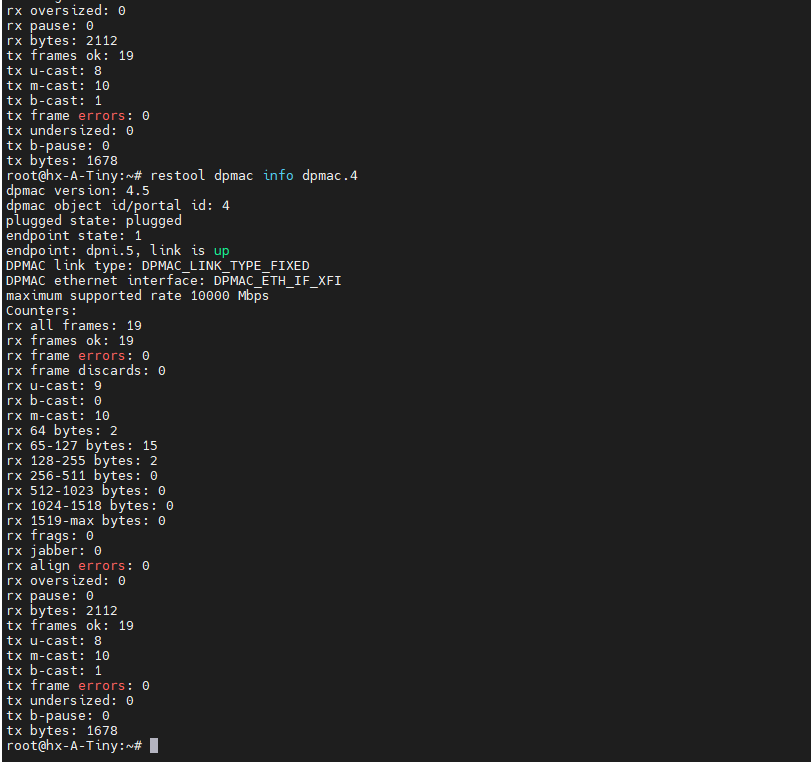 rx oversized: 0
rx pause: 0
rx bytes: 2112
tx frames ok: 19
tx u-cast: 8
tx m-cast: 10
tx b-cast: 1
tx frame errors: 0
tx undersized: 0
tx b-pause: 0
tx bytes: 1678
root@hx-A-Tiny:~# restool dpmac info dpmac.4
dpmac version: 4.5
dpmac object id/portal id: 4
plugged state: plugged
endpoint state: 1
endpoint: dpni.5, link is up
DPMAC link type: DPMAC_LINK_TYPE_FIXED
DPMAC ethernet interface: DPMAC_ETH_IF_XFI
maximum supported rate 10000 Mbps
Counters:
rx all frames: 19
rx frames ok: 19
rx frame errors: 0
rx frame discards: 0
rx u-cast: 9
rx b-cast: 0
rx m-cast: 10
rx 64 bytes: 2
rx 65-127 bytes: 15
rx 128-255 bytes: 2
rx 256-511 bytes: 0
rx 512-1023 bytes: 0
rx 1024-1518 bytes: 0
rx 1519-max bytes: 0
rx frags: 0
rx jabber: 0
rx align errors: 0
rx oversized: 0
rx pause: 0
rx bytes: 2112
tx frames ok: 19
tx u-cast: 8
tx m-cast: 10
tx b-cast: 1
tx frame errors: 0
tx undersized: 0
tx b-pause: 0
tx bytes: 1678
root@hx-A-Tiny:~#